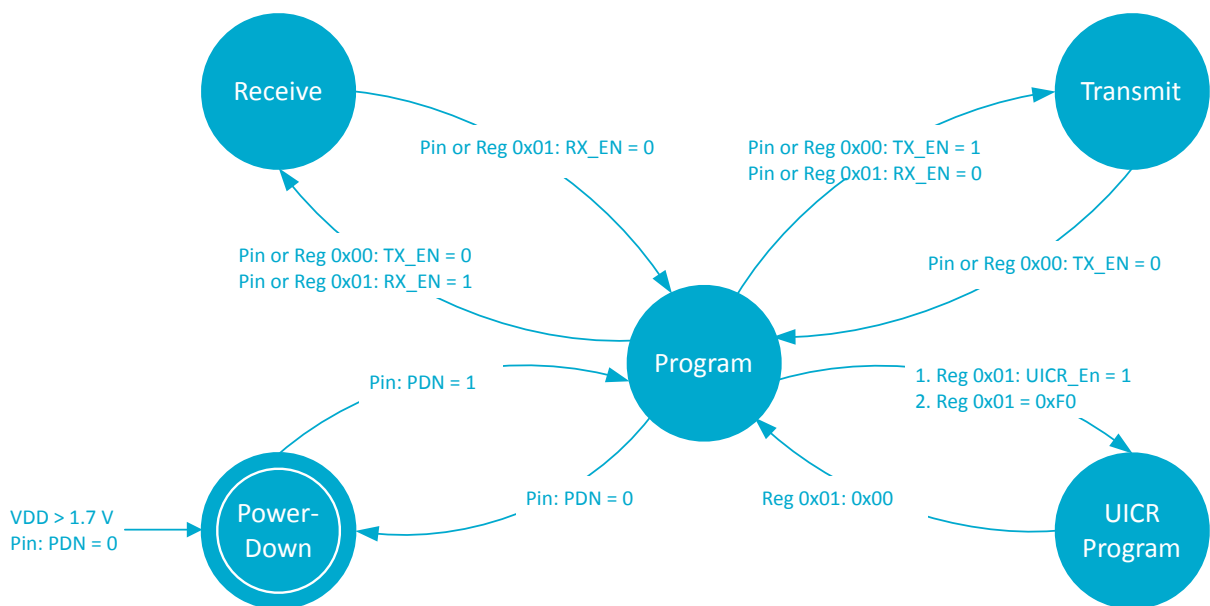 Receive
Transmit
Pin or Reg 0x01: RX_EN = 0
Pin or Reg 0x00: TX_EN = 1
Pin or Reg 0x01: RX_EN = 0
Pin or Reg 0x00: TX_EN = 0
Pin or Reg 0x01: RX_EN = 1
Pin or Reg 0x00: TX_EN = 0
Program
Pin: PDN = 1
1. Reg 0x01: UICR_En = 1
2. Reg 0x01 = 0xF0
Pin: PDN = 0
Reg 0x01: 0x00
VDD > 1.7 V
Pin: PDN = 0
Power-
Down
UICR
Program